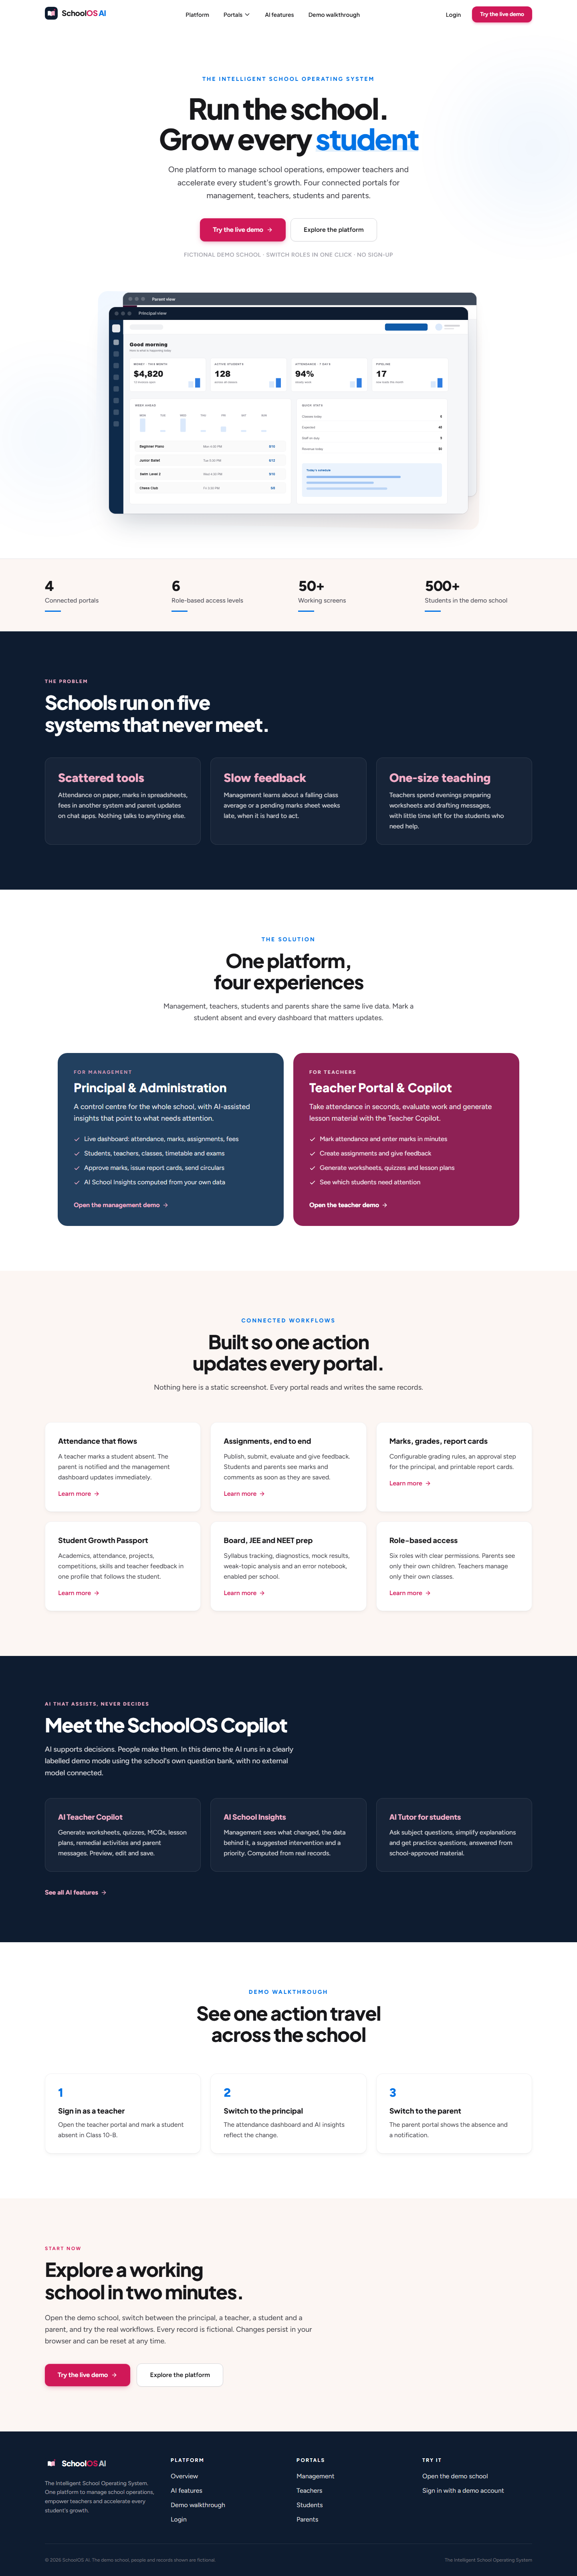 SchoolOS AI
Platform
Portals
AI features
Demo walkthrough
Login
Try the live demo
THE INTELLIGENT SCHOOL OPERATING SYSTEM
Run the school.
Grow every student
One platform to manage school operations, empower teachers and
accelerate every student's growth. Four connected portals for
management, teachers, students and parents.
Try the live demo →
Explore the platform
FICTIONAL DEMO SCHOOL · SWITCH ROLES IN ONE CLICK · NO SIGN-UP
Parent view
Principal view
Good morning
$4,820
128
94%
17
WEEK AHEAD
MON TUE WED THU FRI SAT SUN
Beginner Piano
Junior Ballet
Swim Level 2
Chess Club
4
Connected portals
6
Role-based access levels
50+
Working screens
500+
Students in the demo school
THE PROBLEM
Schools run on five
systems that never meet.
Scattered tools
Attendance on paper, marks in spreadsheets,
fees in another system and parent updates
on chat apps. Nothing talks to anything else.
Slow feedback
Management learns about a falling class
average or a pending marks sheet weeks
late, when it is hard to act.
One-size teaching
Teachers spend evenings preparing
worksheets and drafting messages,
with little time left for the students who
need help.
THE SOLUTION
One platform,
four experiences
Management, teachers, students and parents share the same live data. Mark a
student absent and every dashboard that matters updates.
FOR MANAGEMENT
Principal & Administration
A control centre for the whole school, with AI-assisted
insights that point to what needs attention.
Live dashboard: attendance, marks, assignments, fees
Students, teachers, classes, timetable and exams
Approve marks, issue report cards, send circulars
AI School Insights computed from your own data
Open the management demo →
FOR TEACHERS
Teacher Portal & Copilot
Take attendance in seconds, evaluate work and generate
lesson material with the Teacher Copilot.
Mark attendance and enter marks in minutes
Create assignments and give feedback
Generate worksheets, quizzes and lesson plans
See which students need attention
Open the teacher demo →
CONNECTED WORKFLOWS
Built so one action
updates every portal.
Nothing here is a static screenshot. Every portal reads and writes the same records.
Attendance that flows
A teacher marks a student absent. The
parent is notified and the management
dashboard updates immediately.
Learn more →
Assignments, end to end
Publish, submit, evaluate and give feedback.
Students and parents see marks and
comments as soon as they are saved.
Learn more →
Marks, grades, report cards
Configurable grading rules, an approval step
for the principal, and printable report cards.
Learn more →
Student Growth Passport
Academics, attendance, projects,
competitions, skills and teacher feedback in
one profile that follows the student.
Learn more →
Board, JEE and NEET prep
Syllabus tracking, diagnostics, mock results,
weak-topic analysis and an error notebook,
enabled per school.
Learn more →
Role-based access
Six roles with clear permissions. Parents see
only their own children. Teachers manage
only their own classes.
Learn more →
AI THAT ASSISTS, NEVER DECIDES
Meet the SchoolOS Copilot
AI supports decisions. People make them. In this demo the AI runs in a clearly
labelled demo mode using the school's own question bank, with no external
model connected.
AI Teacher Copilot
Generate worksheets, quizzes, MCQs, lesson
plans, remedial activities and parent
messages. Preview, edit and save.
AI School Insights
Management sees what changed, the data
behind it, a suggested intervention and a
priority. Computed from real records.
AI Tutor for students
Ask subject questions, simplify explanations
and get practice questions, answered from
school-approved material.
See all AI features →
DEMO WALKTHROUGH
See one action travel
across the school
1
Sign in as a teacher
Open the teacher portal and mark a student
absent in Class 10-B.
2
Switch to the principal
The attendance dashboard and AI insights
reflect the change.
3
Switch to the parent
The parent portal shows the absence and
a notification.
START NOW
Explore a working
school in two minutes.
Open the demo school, switch between the principal, a teacher, a student and a
parent, and try the real workflows. Every record is fictional. Changes persist in your
browser and can be reset at any time.
Try the live demo →
Explore the platform
SchoolOS AI
The Intelligent School Operating System.
One platform to manage school operations,
empower teachers and accelerate every
student's growth.
PLATFORM
Overview
AI features
Demo walkthrough
Login
PORTALS
Management
Teachers
Students
Parents
TRY IT
Open the demo school
Sign in with a demo account
© 2026 SchoolOS AI. The demo school, people and records shown are fictional.
The Intelligent School Operating System